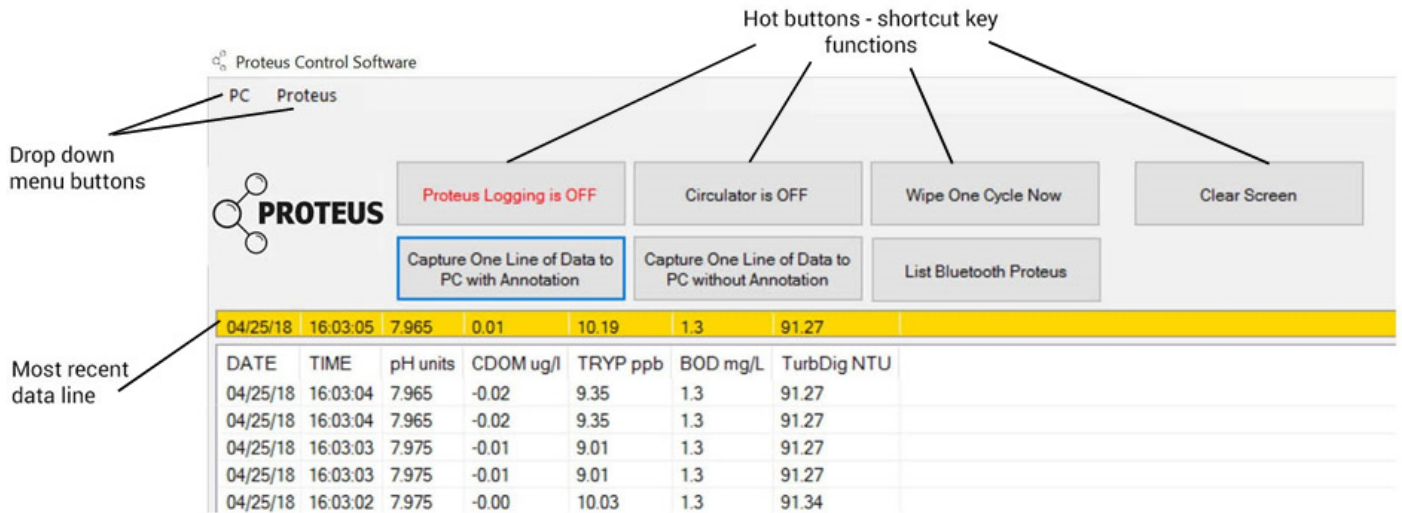 Hot buttons - shortcut key
functions
Proteus Control Software
PC Proteus
Drop down
menu buttons
PROTEUS
Proteus Logging is OFF
Circulator is OFF
Wipe One Cycle Now
Clear Screen
Capture One Line of Data to
PC with Annotation
Capture One Line of Data to
PC without Annotation
List Bluetooth Proteus
Most recent
data line
04/25/18 16:03:05 7.965 0.01 10.19 1.3 91.27
DATE TIME pH units CDOM ug/l TRYP ppb BOD mg/L TurbDig NTU
04/25/18 16:03:04 7.965 -0.02 9.35 1.3 91.27
04/25/18 16:03:04 7.965 -0.02 9.35 1.3 91.27
04/25/18 16:03:03 7.975 -0.01 9.01 1.3 91.27
04/25/18 16:03:03 7.975 -0.01 9.01 1.3 91.27
04/25/18 16:03:02 7.975 -0.00 10.03 1.3 91.34